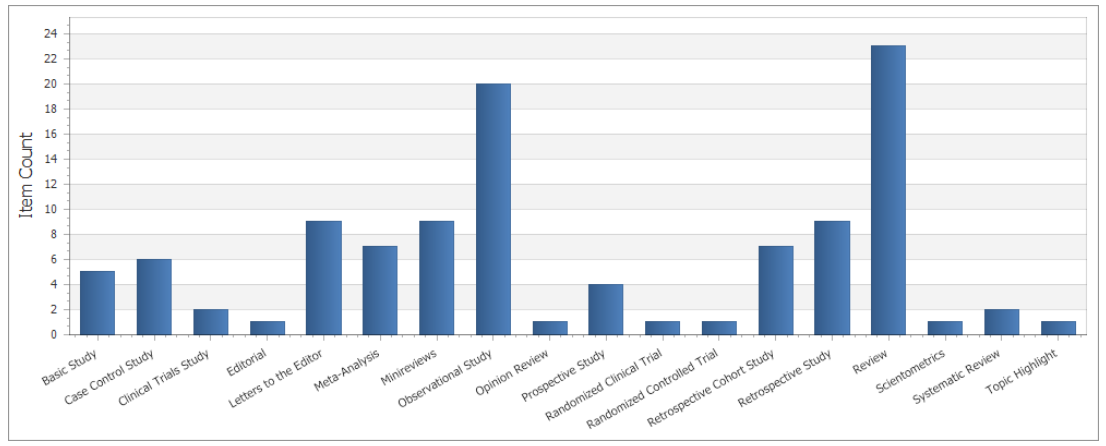 Item Count
24
22
20
18
16
14
12
10
8
6
4
2
0
Basic Study
Case Control Study
Clinical Trials Study
Editorial
Letters to the Editor
Meta-Analysis
Minireviews
Observational Study
Opinion Review
Prospective Study
Randomized Clinical Trial
Randomized Controlled Trial
Retrospective Cohort Study
Retrospective Study
Review
Scientometrics
Systematic Review
Topic Highlight